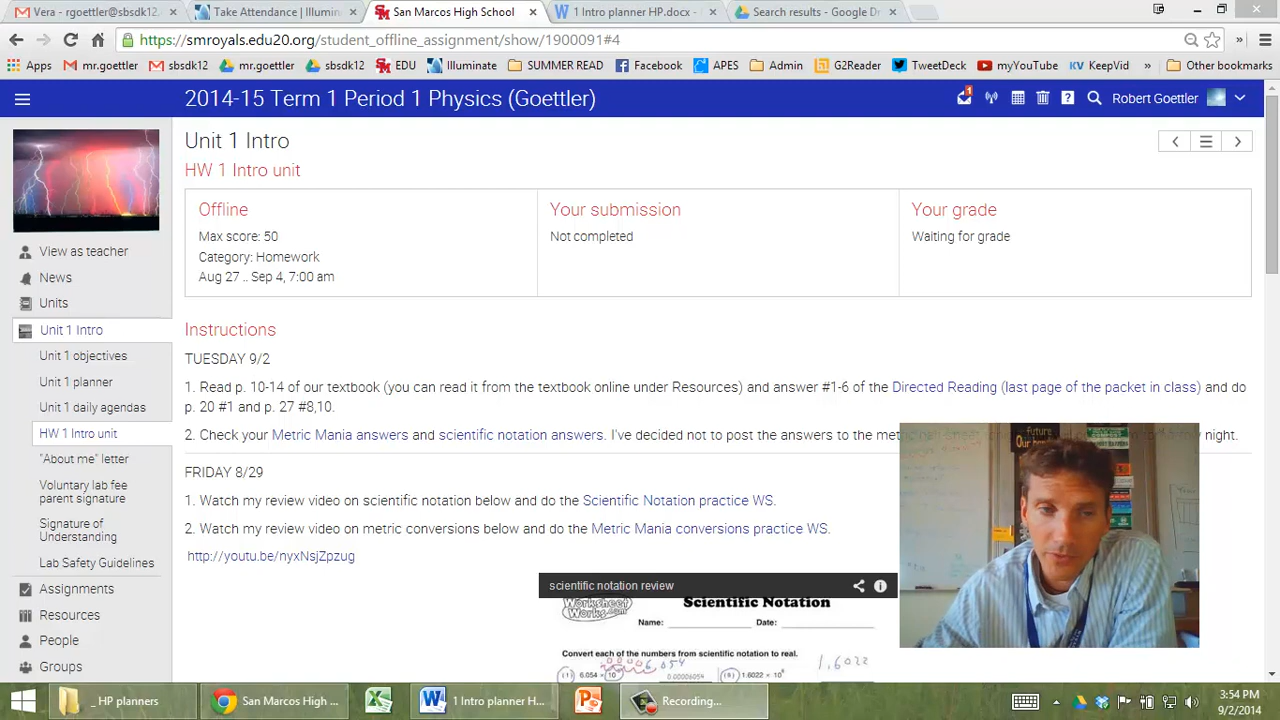 Vera - rgoettler@sbsdk12.
Take Attendance | Illumin
San Marcos High School
1 Intro planner HP.docx -
Search results - Google D
https://smroyals.edu20.org/student_offline_assignment/show/1900091#4
Apps
mr.goettler
sbsdk12
mr.goettler
sbsdk12
EDU
Illuminate
SUMMER READ
Facebook
APES
Admin
G2Reader
TweetDeck
myYouTube
KeepVid
»
Other bookmarks
2014-15 Term 1 Period 1 Physics (Goettler)
1
Robert Goettler
Unit 1 Intro
HW 1 Intro unit
Offline
Max score: 50
Category: Homework
Aug 27 .. Sep 4, 7:00 am
Your submission
Not completed
Your grade
Waiting for grade
View as teacher
News
Units
Unit 1 Intro
Unit 1 objectives
Unit 1 planner
Unit 1 daily agendas
HW 1 Intro unit
"About me" letter
Voluntary lab fee
parent signature
Signature of
Understanding
Lab Safety Guidelines
Assignments
Resources
People
Groups
Instructions
TUESDAY 9/2
1. Read p. 10-14 of our textbook (you can read it from the textbook online under Resources) and answer #1-6 of the Directed Reading (last page of the packet in class) and do
p. 20 #1 and p. 27 #8,10.
2. Check your Metric Mania answers and scientific notation answers. I've decided not to post the answers to the met night.
FRIDAY 8/29
1. Watch my review video on scientific notation below and do the Scientific Notation practice WS.
2. Watch my review video on metric conversions below and do the Metric Mania conversions practice WS.
http://youtu.be/nyxNsjZpzug
scientific notation review
WorksheetWorks.com
Scientific Notation
Name: Date:
Convert each of the numbers from scientific notation to real.
Future
HP planners
San Marcos High ...
1 Intro planner H...
Recording...
3:54 PM
9/2/2014